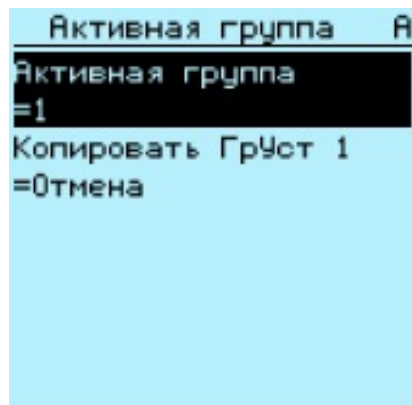 Активная группа А
Активная группа
=1
Копировать ГрУст 1
=Отмена